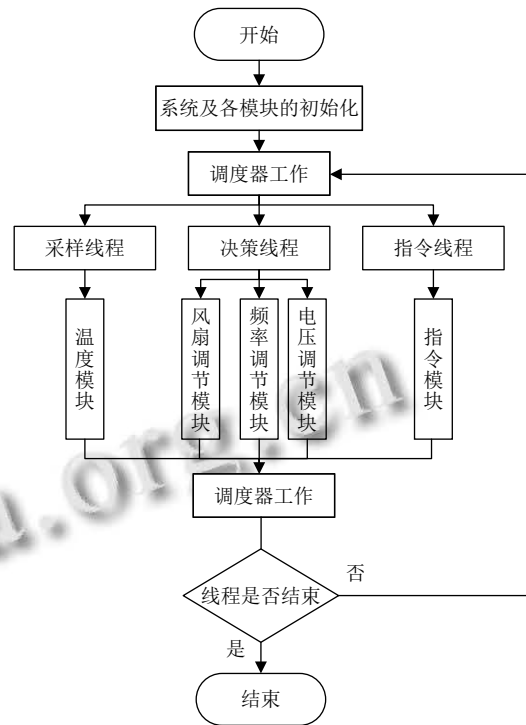 开始
系统及各模块的初始化
调度器工作
采样线程
决策线程
指令线程
温度模块
风扇调节模块
频率调节模块
电压调节模块
指令模块
调度器工作
线程是否结束
否
是
结束
a.org.cn